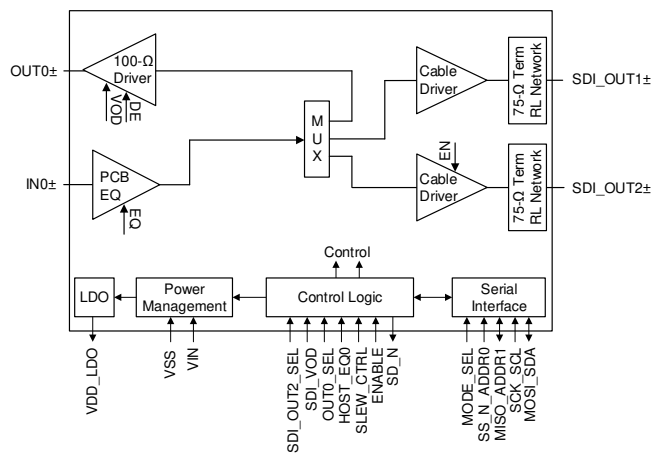 OUT0±
100-Ω
Driver
VOD
DE
IN0±
PCB
EQ
EQ
M
U
X
Cable
Driver
75-Ω Term
RL Network
SDI_OUT1±
EN
Cable
Driver
75-Ω Term
RL Network
SDI_OUT2±
Control
LDO
Power
Management
Control Logic
Serial
Interface
VDD_LDO
VSS
VIN
SDI_OUT2_SEL
SDI_VOD
OUT0_SEL
HOST_EQ0
SLEW_CTRL
ENABLE
SD_N
MODE_SEL
SS_N_ADDR0
MISO_ADDR1
SCK_SCL
MOSI_SDA